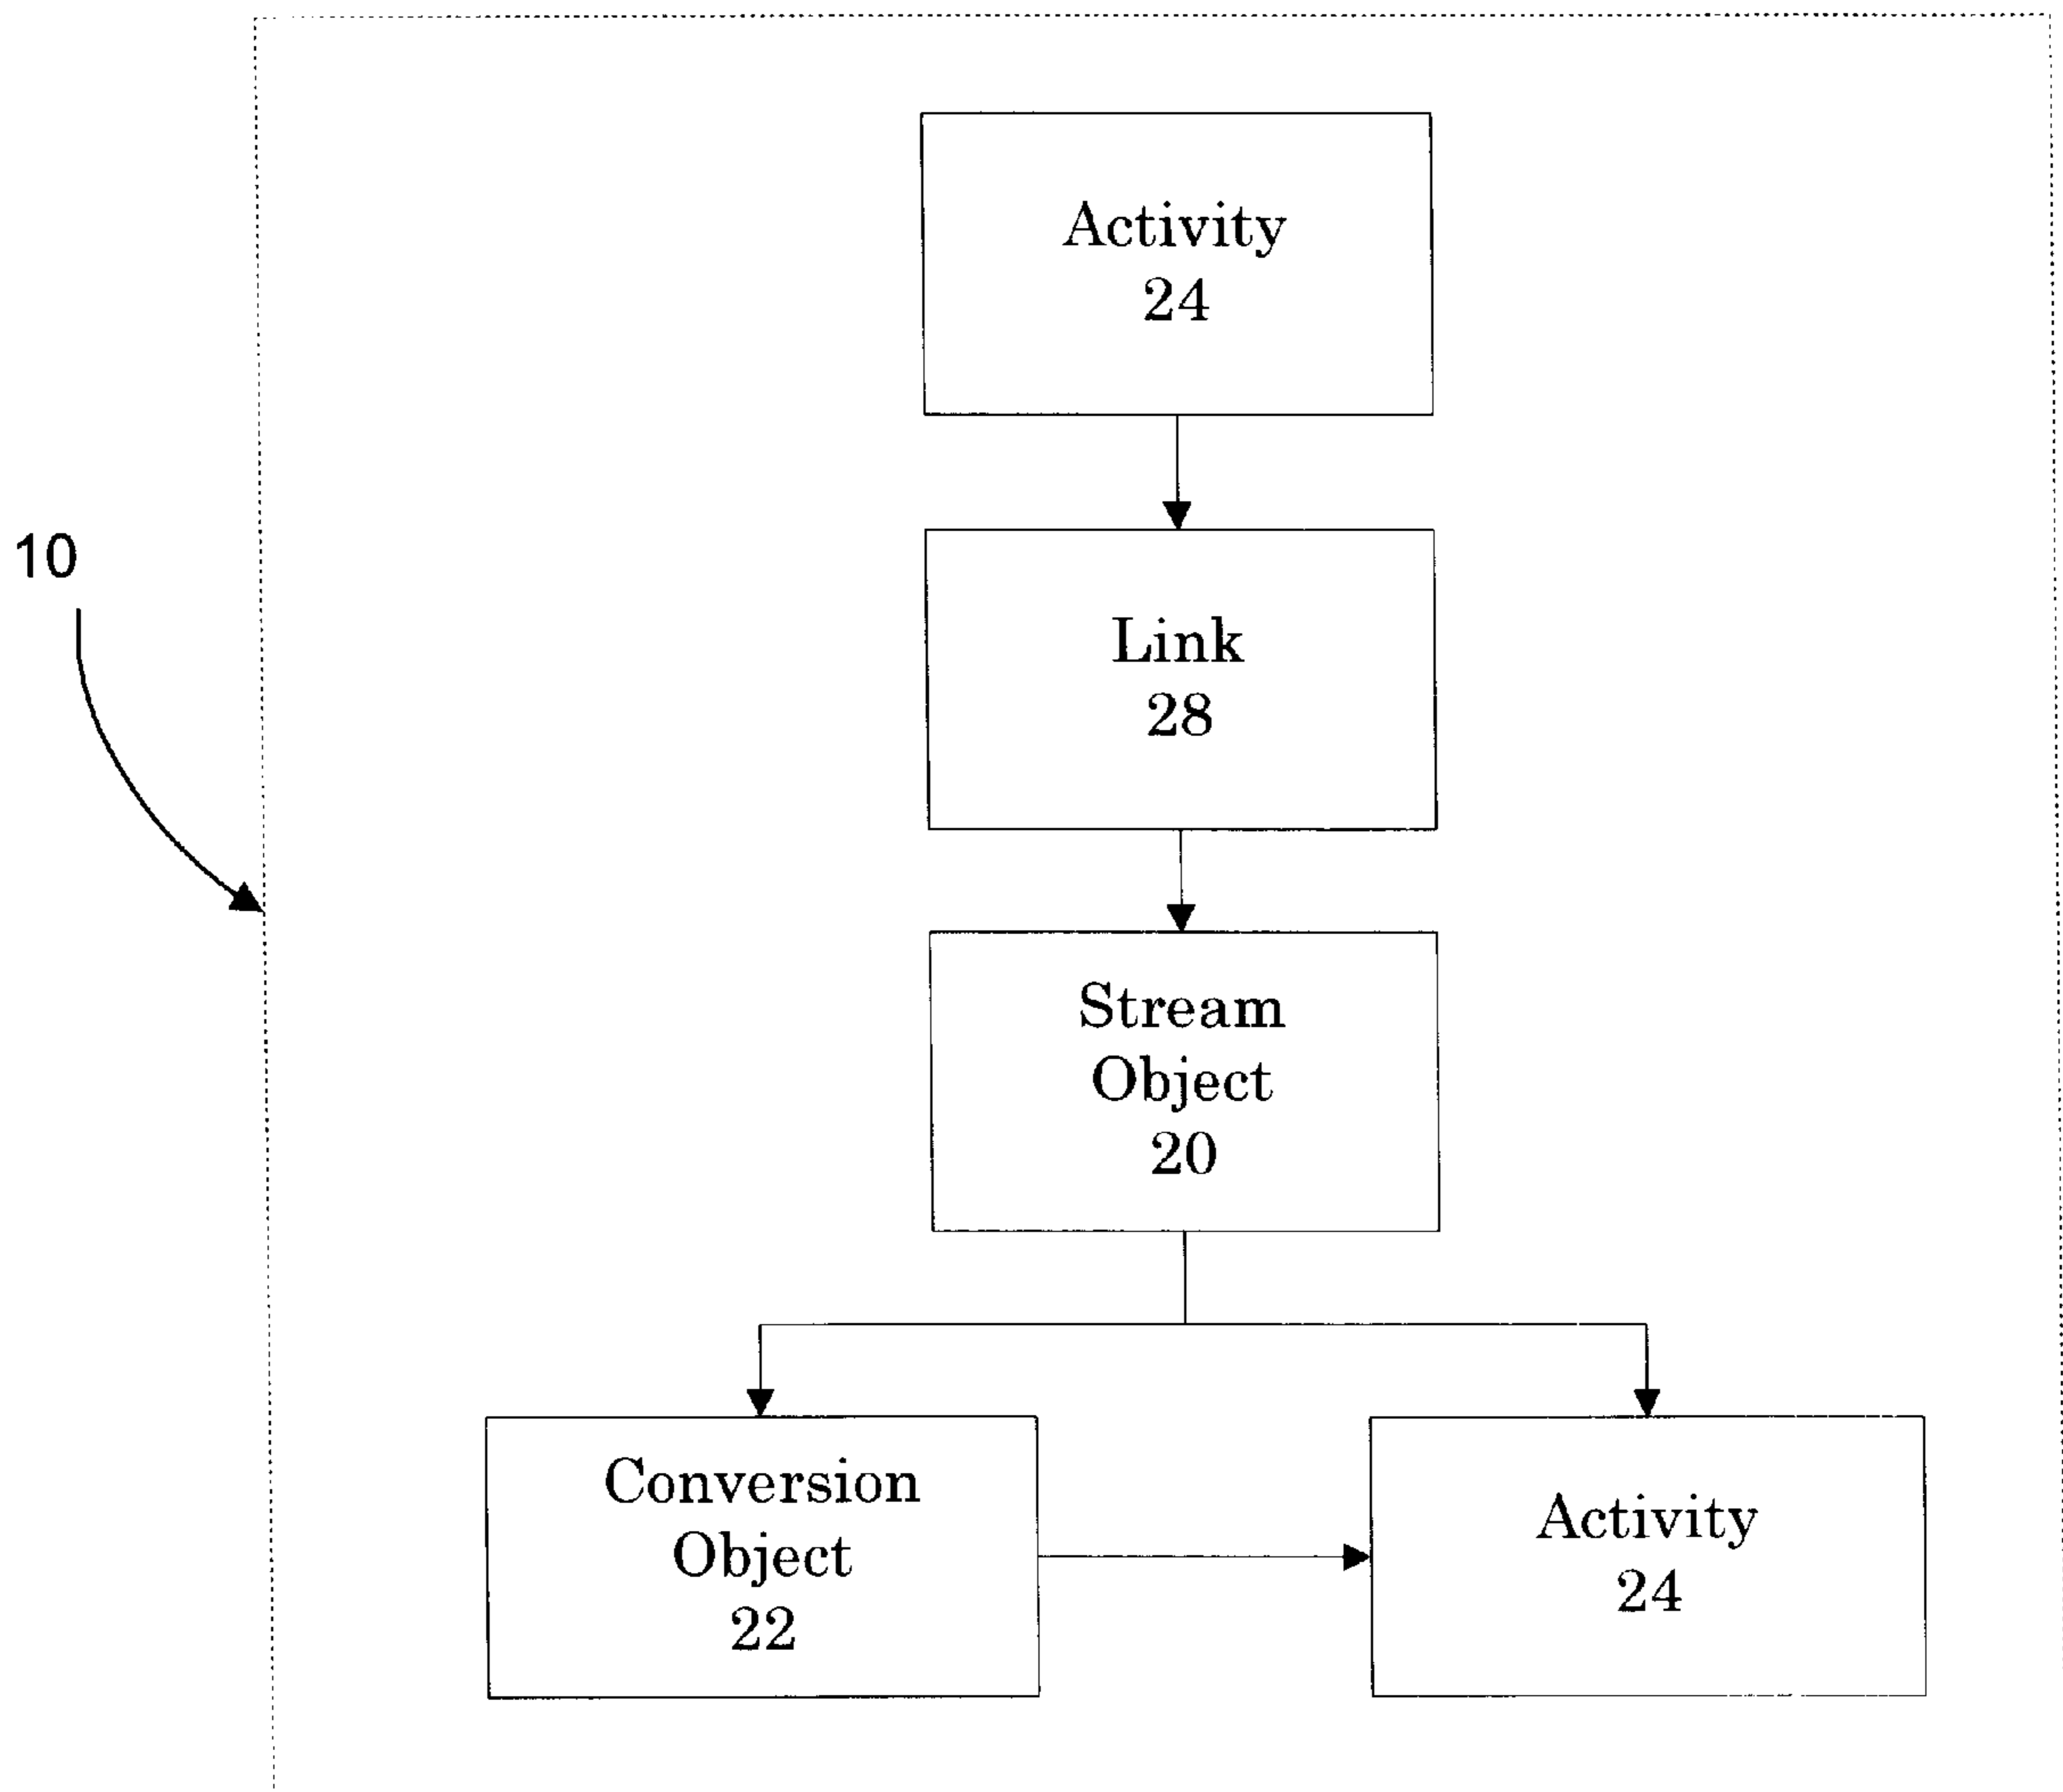 Activity
24
10
Link
28
Stream
Object
20
Conversion
Object
22
Activity
24